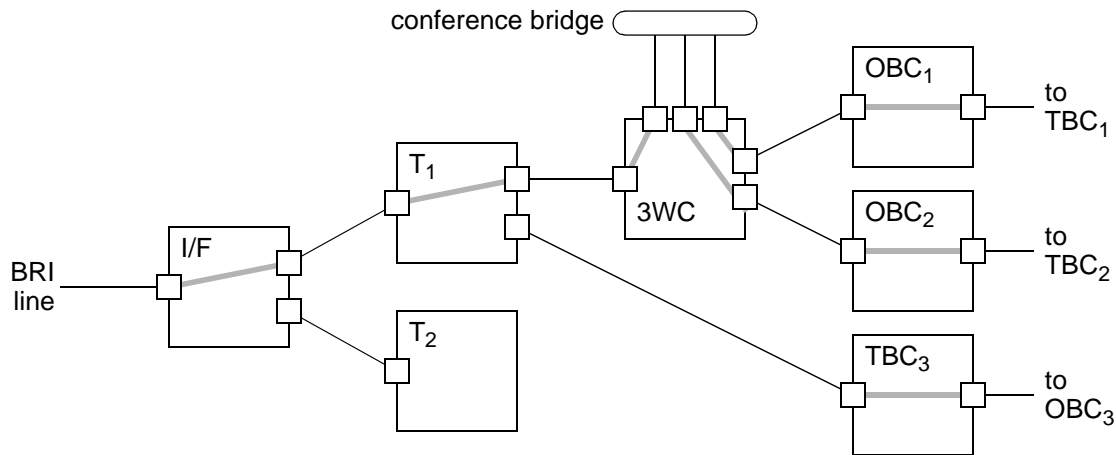 conference bridge
OBC1
to
TBC1
T1
3WC
OBC2
to
TBC2
I/F
BRI
line
T2
TBC3
to
OBC3